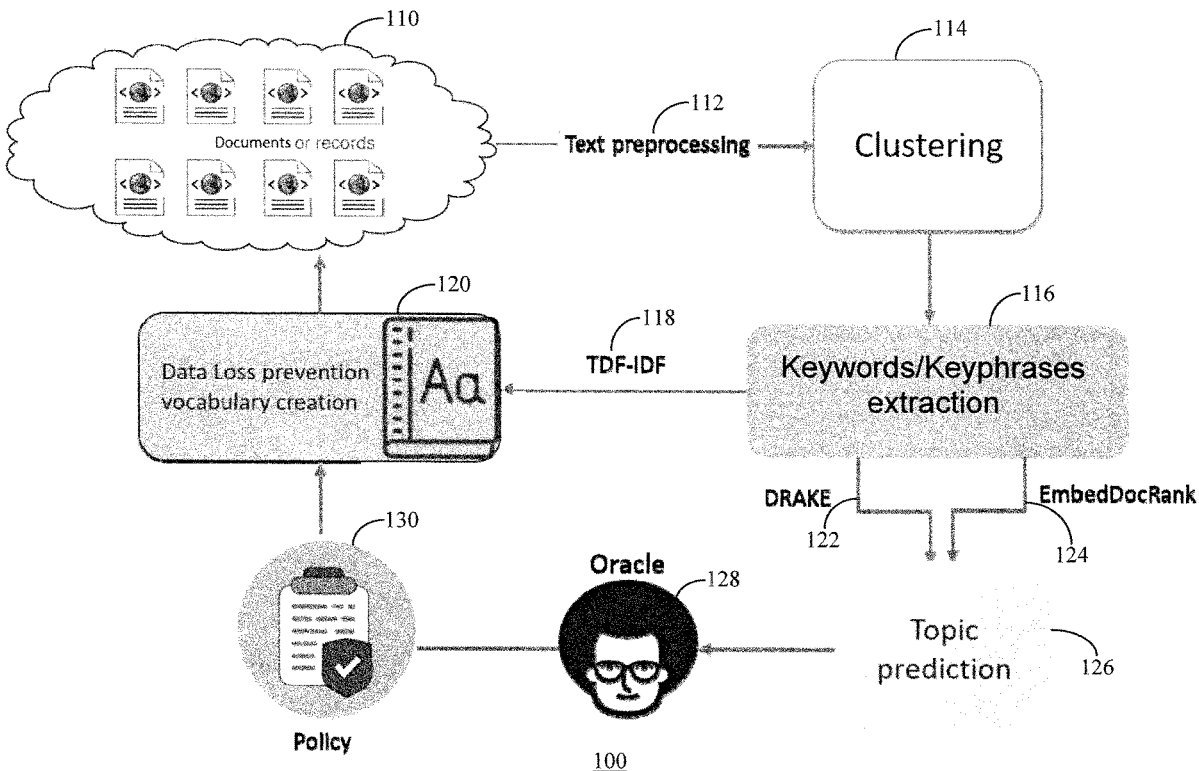 110
114
112
Documents or records
Text preprocessing
Clustering
120
116
118
TDF-IDF
Keywords/Keyphrases
extraction
Data Loss prevention
vocabulary creation
Aa
DRAKE
EmbedDocRank
122
124
130
Oracle
128
Topic
prediction
126
Policy
100